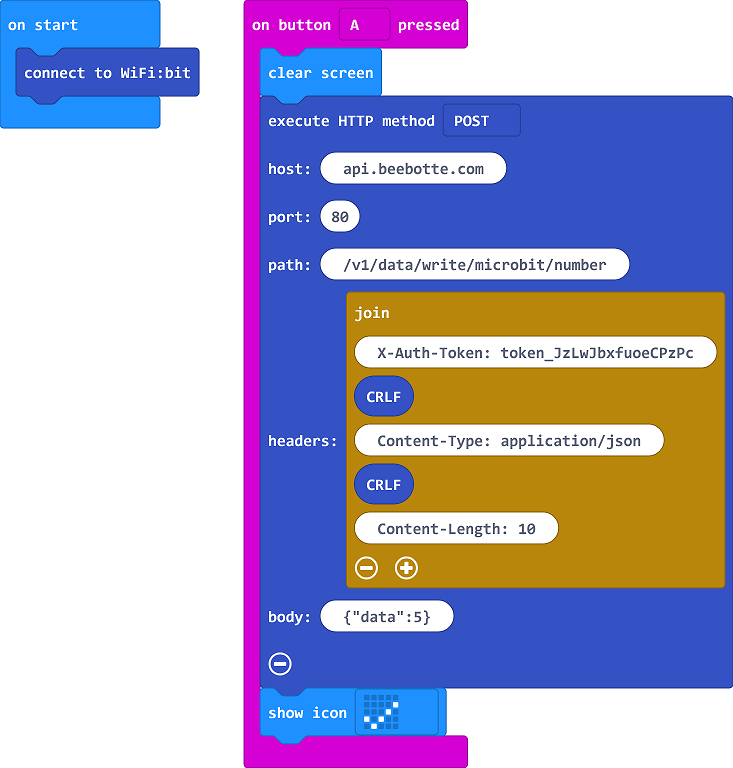 on start
connect to WiFi:bit
on button A pressed
clear screen
execute HTTP method POST
host: api.beebotte.com
port: 80
path: /v1/data/write/microbit/number
headers:
join
X-Auth-Token: token_JzLwJbxfuoeCPzPc
CRLF
Content-Type: application/json
CRLF
Content-Length: 10
body: {"data":5}
show icon